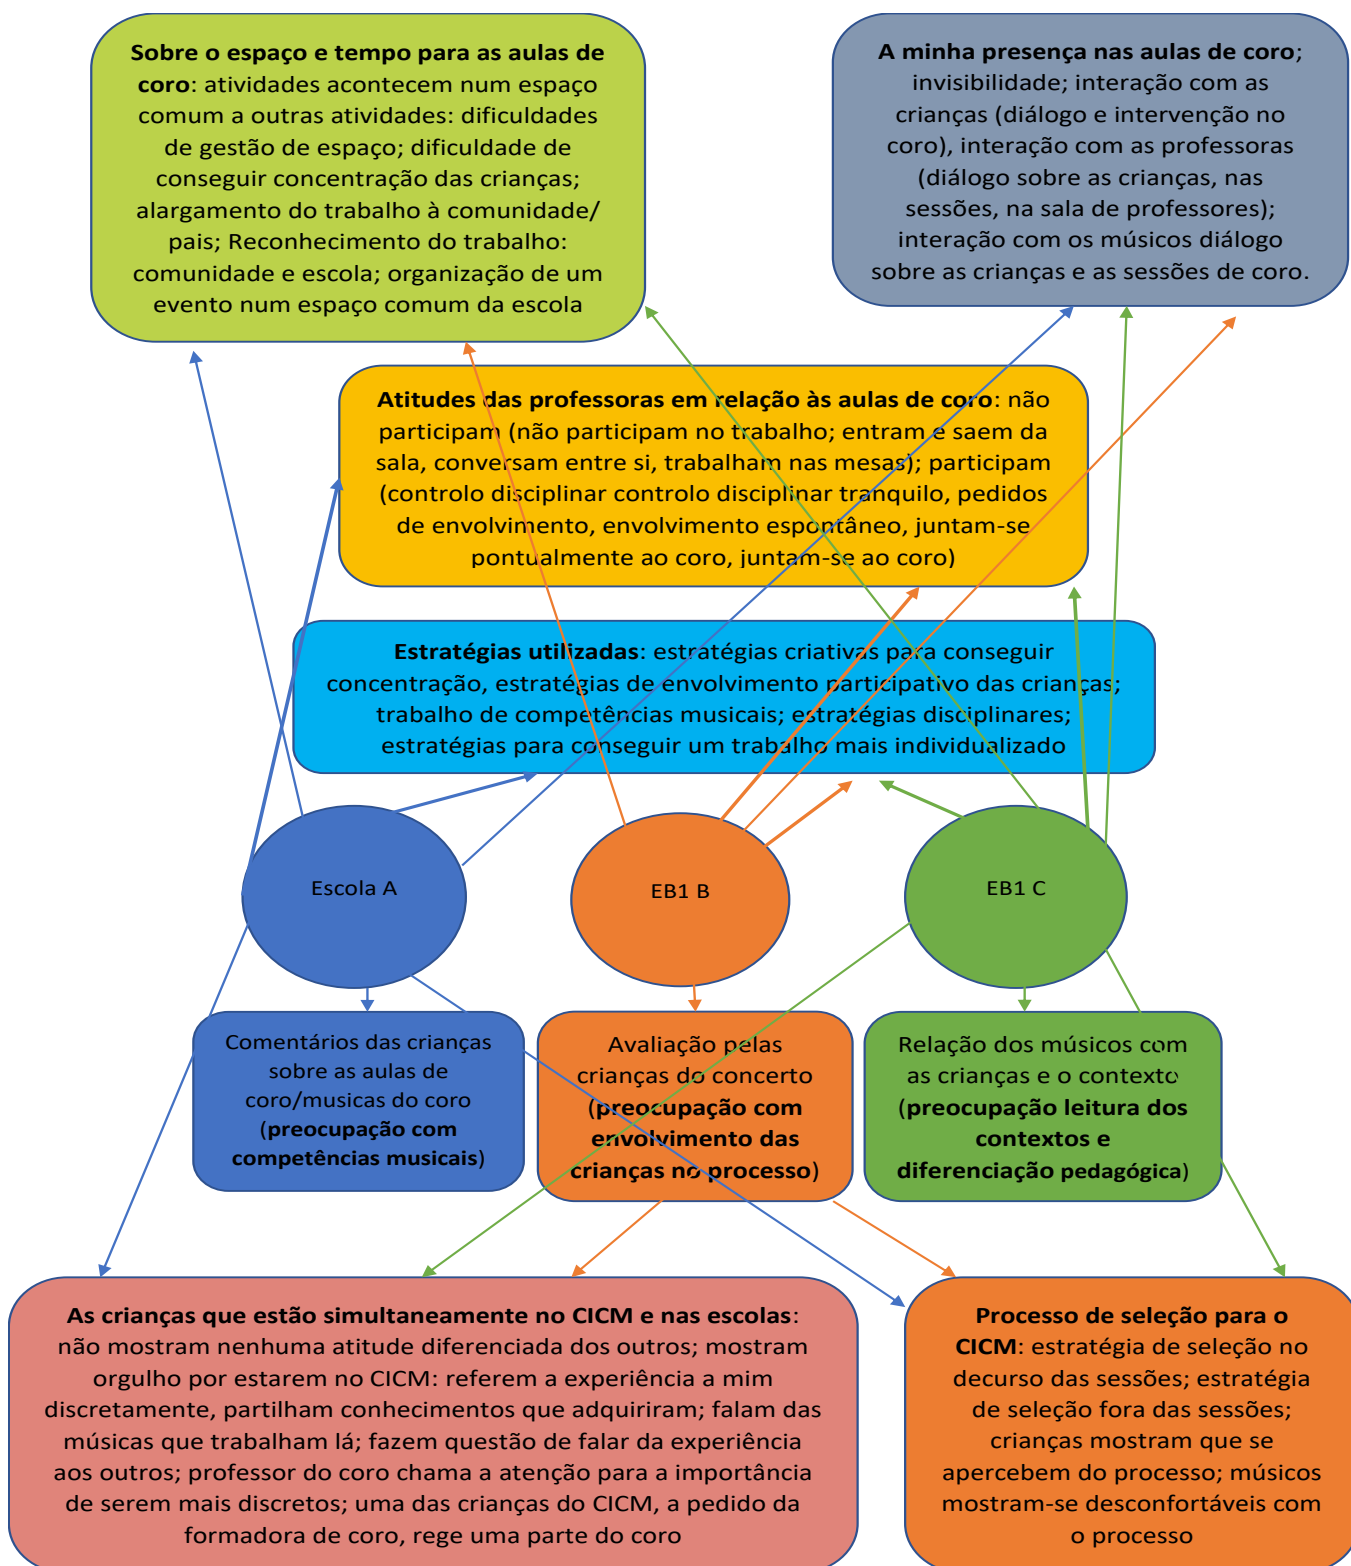 Sobre o espaço e tempo para as aulas de
coro: atividades acontecem num espaço
comum a outras atividades: dificuldades
de gestão de espaço; dificuldade de
conseguir concentração das crianças;
alargamento do trabalho à comunidade/
pais; Reconhecimento do trabalho:
comunidade e escola; organização de um
evento num espaço comum da escola
A minha presença nas aulas de coro;
invisibilidade; interação com as
crianças (diálogo e intervenção no
coro), interação com as professoras
(diálogo sobre as crianças, nas
sessões, na sala de professores);
interação com os músicos diálogo
sobre as crianças e as sessões de coro.
Atitudes das professoras em relação às aulas de coro: não
participam (não participam no trabalho; entram e saem da
sala, conversam entre si, trabalham nas mesas); participam
(controlo disciplinar controlo disciplinar tranquilo, pedidos
de envolvimento, envolvimento espontâneo, juntam-se
pontualmente ao coro, juntam-se ao coro)
Estratégias utilizadas: estratégias criativas para conseguir
concentração, estratégias de envolvimento participativo das crianças;
trabalho de competências musicais; estratégias disciplinares;
estratégias para conseguir um trabalho mais individualizado
Escola A
EB1 B
EB1 C
Comentários das crianças
sobre as aulas de
coro/musicas do coro
(preocupação com
competências musicais)
Avaliação pelas
crianças do concerto
(preocupação com
envolvimento das
crianças no processo)
Relação dos músicos com
as crianças e o contexto
(preocupação leitura dos
contextos e
diferenciação pedagógica)
As crianças que estão simultaneamente no CICM e nas escolas:
não mostram nenhuma atitude diferenciada dos outros; mostram
orgulho por estarem no CICM: referem a experiência a mim
discretamente, partilham conhecimentos que adquiriram; falam das
músicas que trabalham lá; fazem questão de falar da experiência
aos outros; professor do coro chama a atenção para a importância
de serem mais discretos; uma das crianças do CICM, a pedido da
formadora de coro, rege uma parte do coro
Processo de seleção para o
CICM: estratégia de seleção no
decurso das sessões; estratégia
de seleção fora das sessões;
crianças mostram que se
apercebem do processo; músicos
mostram-se desconfortáveis com
o processo